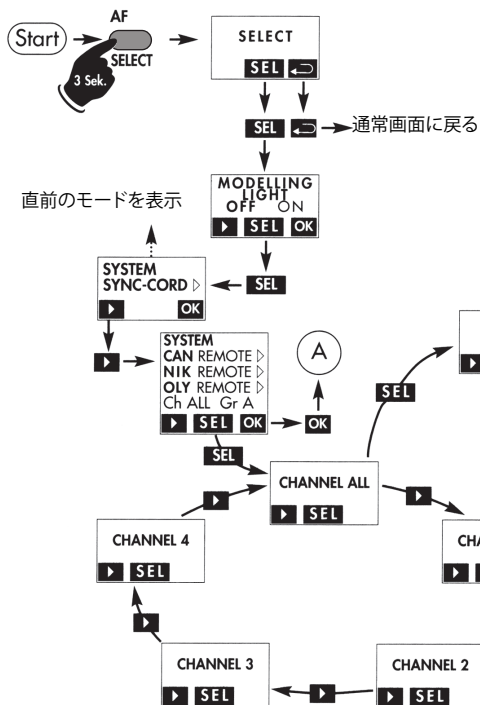 AF
Start
SELECT
3 Sek.
SELECT
SEL
SEL
通常画面に戻る
MODELLING
LIGHT
OFF ON
SEL OK
直前のモードを表示
SYSTEM
SYNC-CORD
OK
SEL
SYSTEM
CAN REMOTE
NIK REMOTE
OLY REMOTE
Ch ALL Gr A
SEL OK
OK
A
SEL
SEL
CHANNEL ALL
SEL
CHANNEL 4
SEL
CHANNEL 3
SEL
CHANNEL 2
SEL